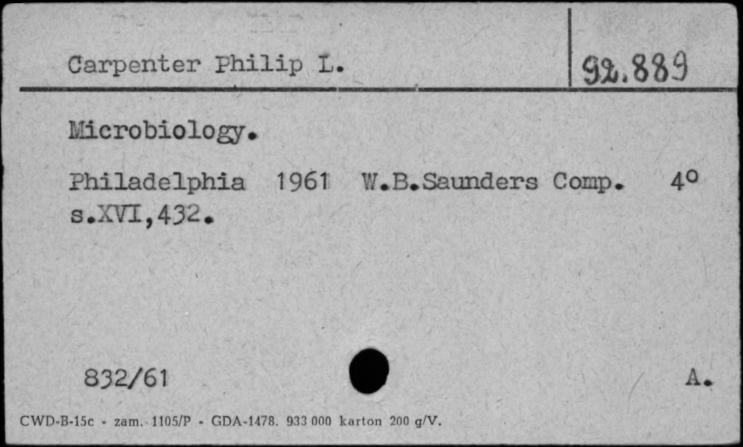 Carpenter Philip L.
92.889
Microbiology.
Philadelphia 1961 W.B.Saunders Comp. 4°
s.XVI,432.
832/61
A.
CWD-B-15c - zam. 1105/P - GDA-1478. 933 000 karton 200 g/V.